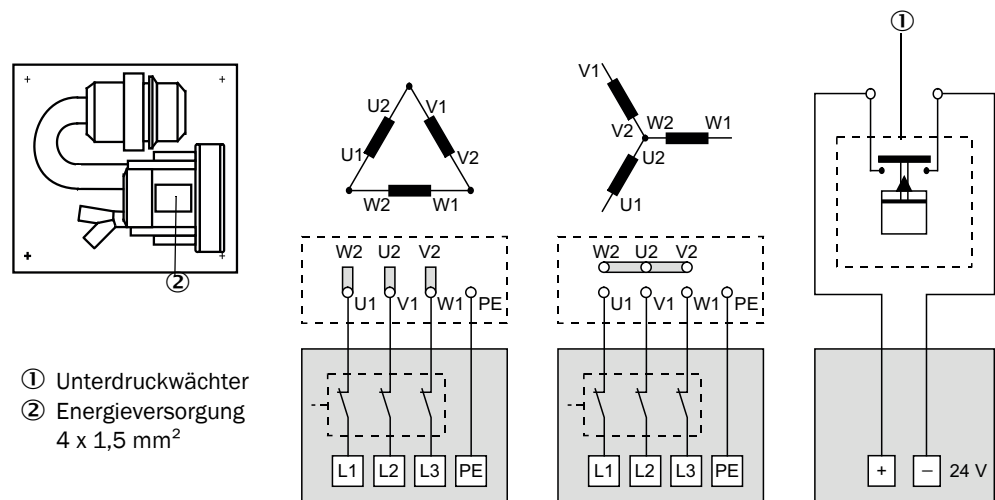 ①
V1
U2 V1
V2 W2 W1
U1 V2
U2
W2 W1
U1
W2 U2 V2
U1 V1 W1 PE
W2 U2 V2
U1 V1 W1 PE
②
① Unterdruckwächter
② Energieversorgung
4 x 1,5 mm²
L1 L2 L3 PE
L1 L2 L3 PE
+ – 24 V